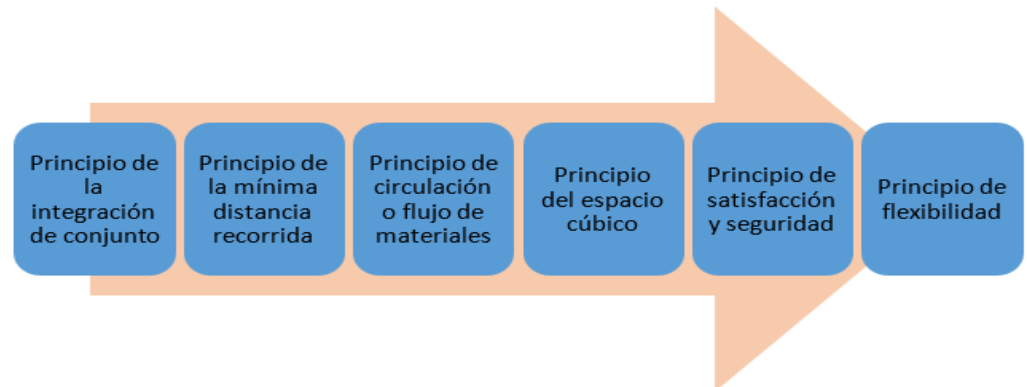 Principio de
la
integración
de conjunto
Principio de
la mínima
distancia
recorrida
Principio de
circulación
o flujo de
materiales
Principio
del espacio
cúbico
Principio de
satisfacción
y seguridad
Principio de
flexibilidad